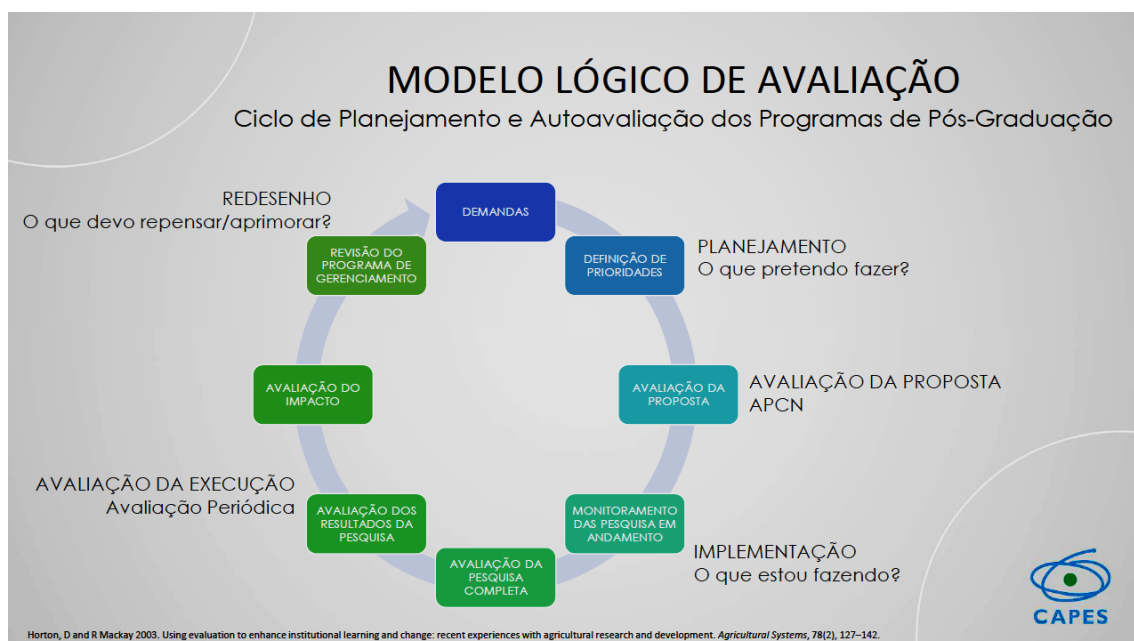 MODELO LÓGICO DE AVALIAÇÃO
Ciclo de Planejamento e Autoavaliação dos Programas de Pós-Graduação
REDESENHO
O que devo repensar/aprimorar?
DEMANDAS
REVISÃO DO
PROGRAMA DE
GERENCIAMENTO
DEFINIÇÃO DE
PRIORIDADES
PLANEJAMENTO
O que pretendo fazer?
AVALIAÇÃO DO
IMPACTO
AVALIAÇÃO DA
PROPOSTA
AVALIAÇÃO DA PROPOSTA
APCN
AVALIAÇÃO DA EXECUÇÃO
Avaliação Periódica
AVALIAÇÃO DOS
RESULTADOS DA
PESQUISA
MONITORAMENTO
DAS PESQUISA EM
ANDAMENTO
IMPLEMENTAÇÃO
O que estou fazendo?
AVALIAÇÃO DA
PESQUISA
COMPLETA
CAPES
Horton, D and R Mackay 2003. Using evaluation to enhance institutional learning and change: recent experiences with agricultural research and development. Agricultural Systems, 78(2), 127–142.